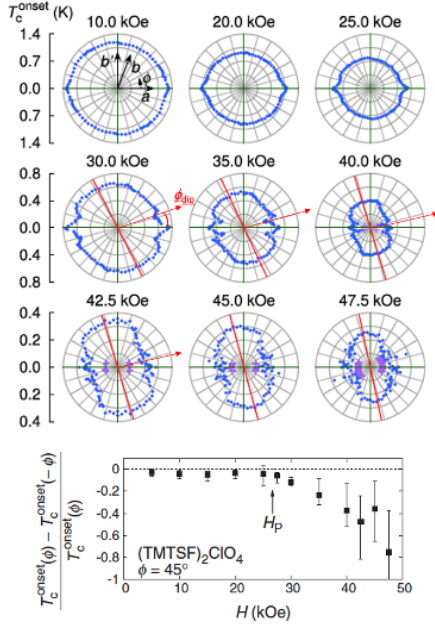 T_c^onset (K) 10.0 kOe 20.0 kOe 25.0 kOe
1.4
0.7
0.0
0.7
1.4
b' b ϕ a
30.0 kOe 35.0 kOe 40.0 kOe
0.8
0.4
0.0
0.4
0.8
ϕ_dip
42.5 kOe 45.0 kOe 47.5 kOe
0.4
0.2
0.0
0.2
0.4
T_c^onset(ϕ) − T_c^onset(−ϕ)
T_c^onset(ϕ)
0
-0.2
-0.4
-0.6
-0.8
-1
H_P
(TMTSF)₂ClO₄
ϕ = 45°
0 10 20 30 40 50
H (kOe)